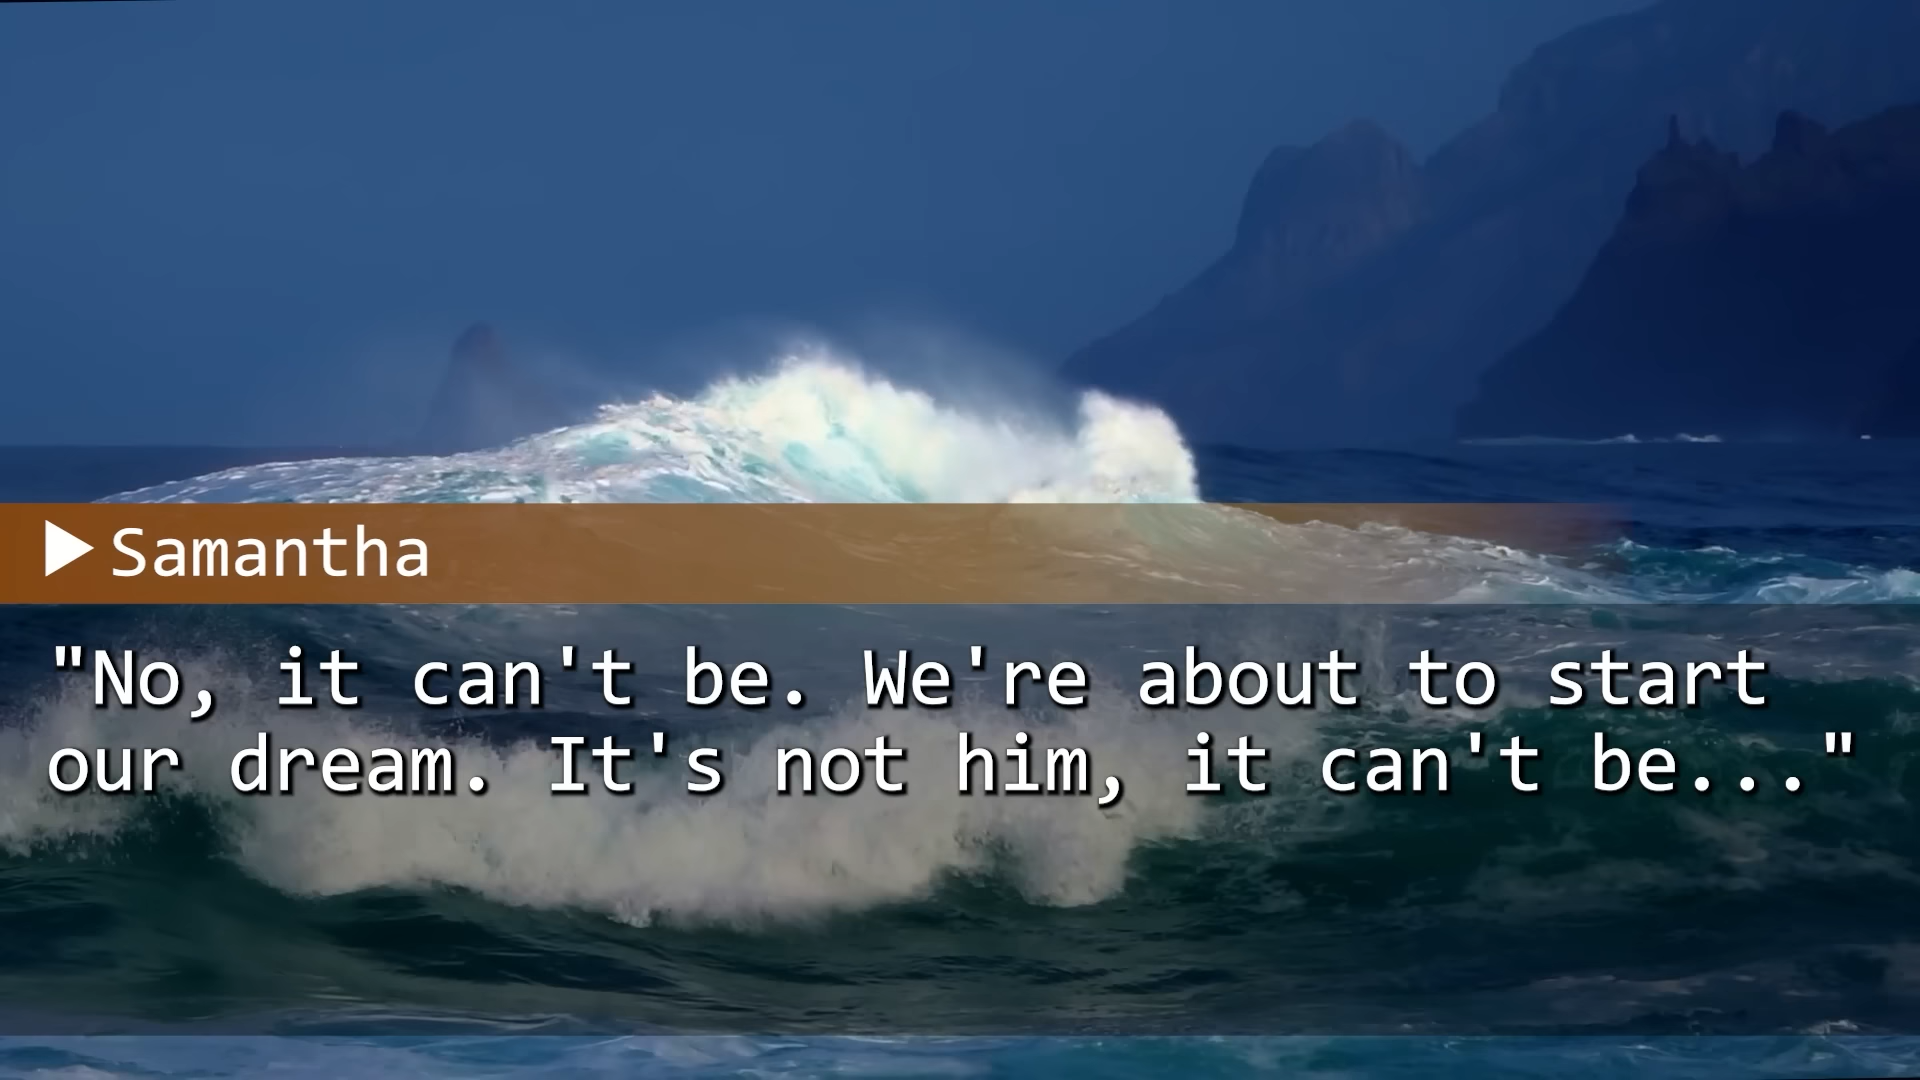 Samantha
"No, it can't be. We're about to start
our dream. It's not him, it can't be..."